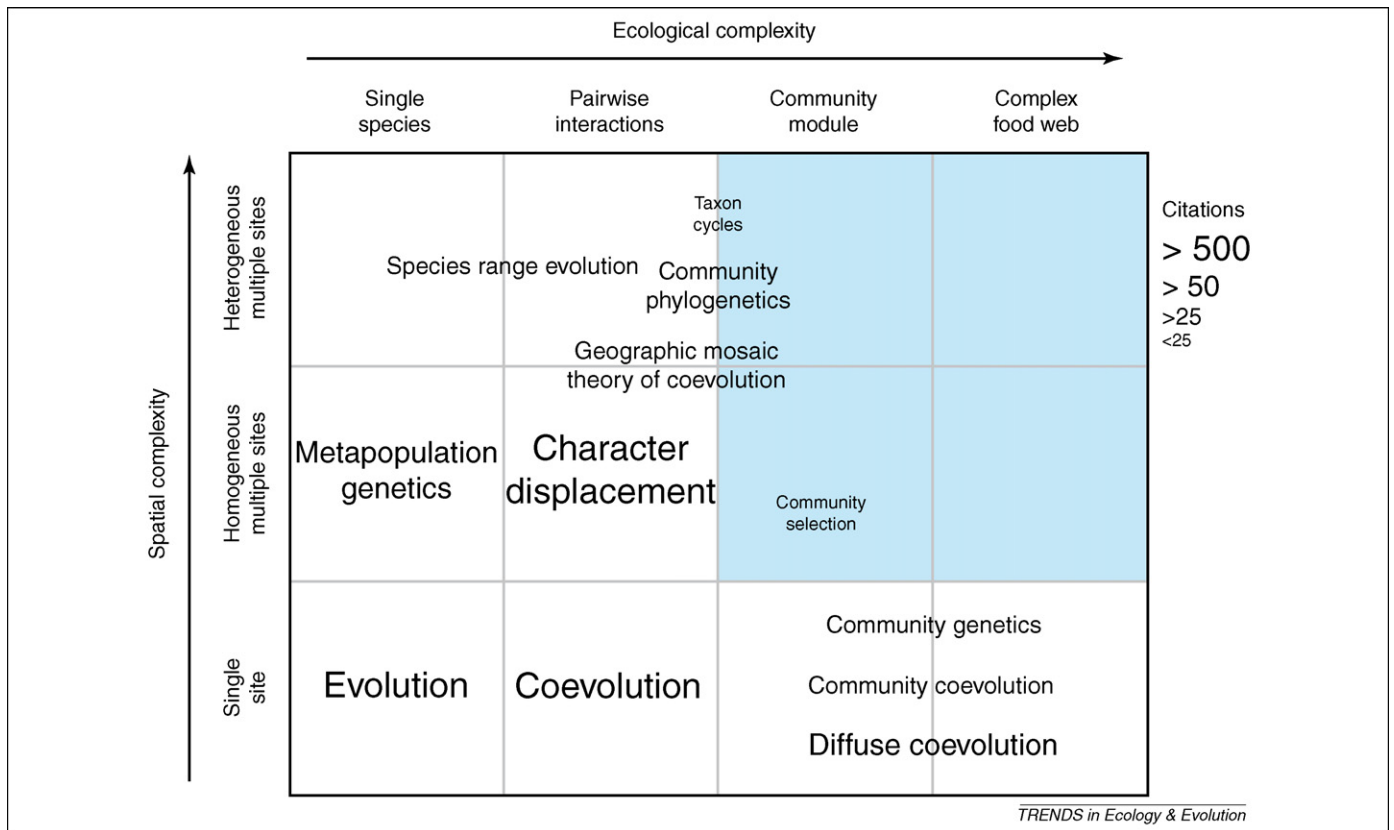 Ecological complexity
Single
species
Pairwise
interactions
Community
module
Complex
food web
Spatial complexity
Heterogeneous
multiple sites
Homogeneous
multiple sites
Single
site
Taxon
cycles
Species range evolution
Community
phylogenetics
Geographic mosaic
theory of coevolution
Metapopulation
genetics
Character
displacement
Community
selection
Evolution
Coevolution
Community genetics
Community coevolution
Diffuse coevolution
Citations
> 500
> 50
>25
<25
TRENDS in Ecology & Evolution